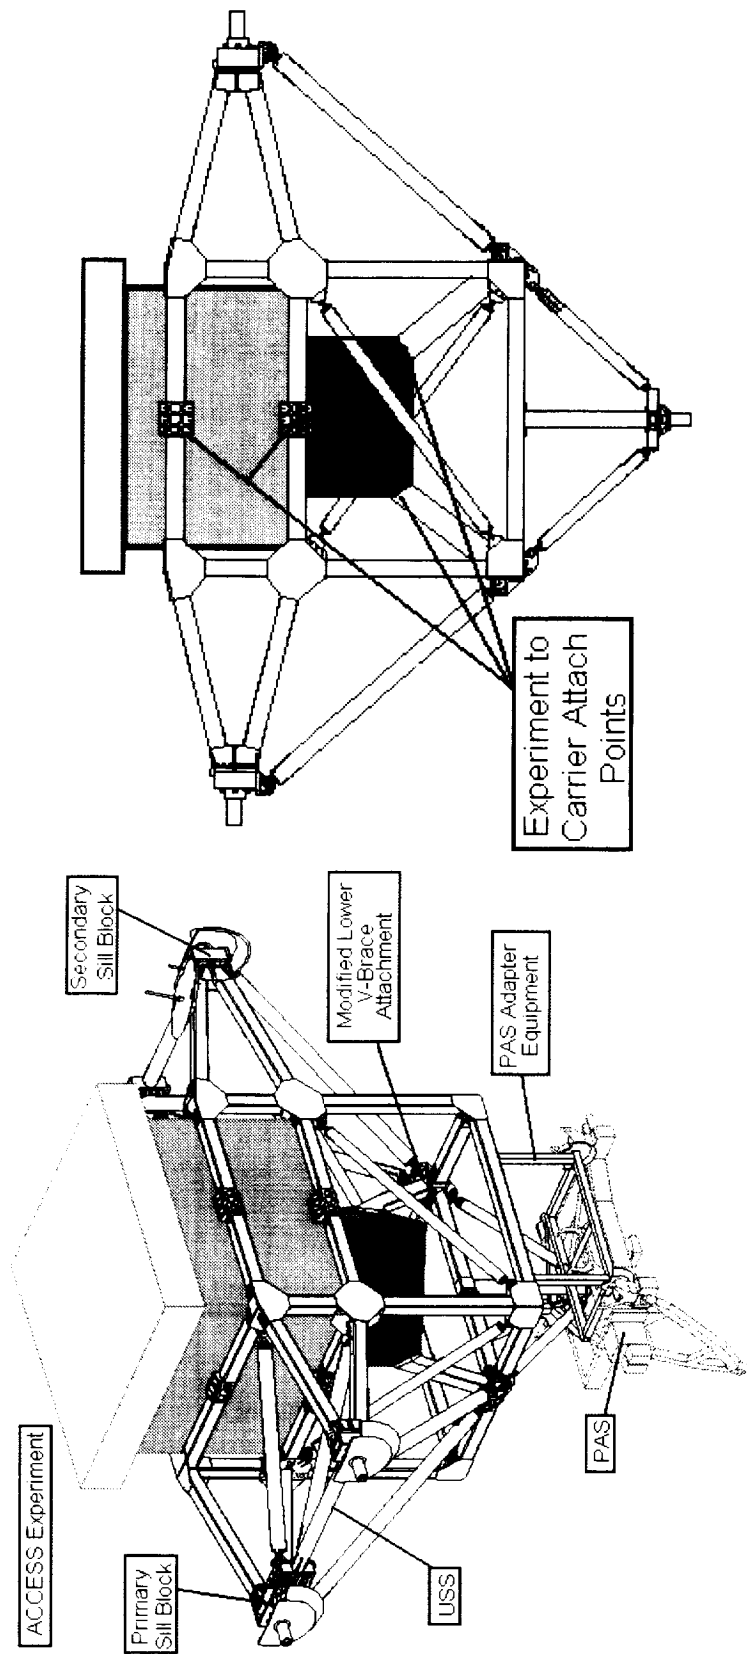 ACCESS Experiment
Primary
Sill Block
Secondary
Sill Block
Modified Lower
V-Brace
Attachment
PAS Adapter
Equipment
USS
PAS
Experiment to
Carrier Attach
Points